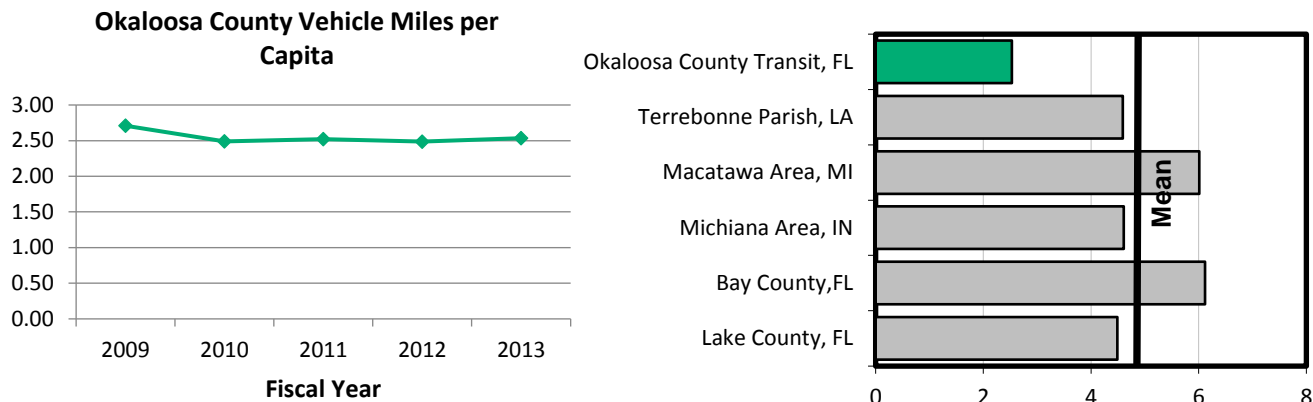 Okaloosa County Vehicle Miles per
Capita
3.00
2.50
2.00
1.50
1.00
0.50
0.00
2009 2010 2011 2012 2013
Fiscal Year
Okaloosa County Transit, FL
Terrebonne Parish, LA
Macatawa Area, MI
Michiana Area, IN
Bay County,FL
Lake County, FL
Mean
0 2 4 6 8